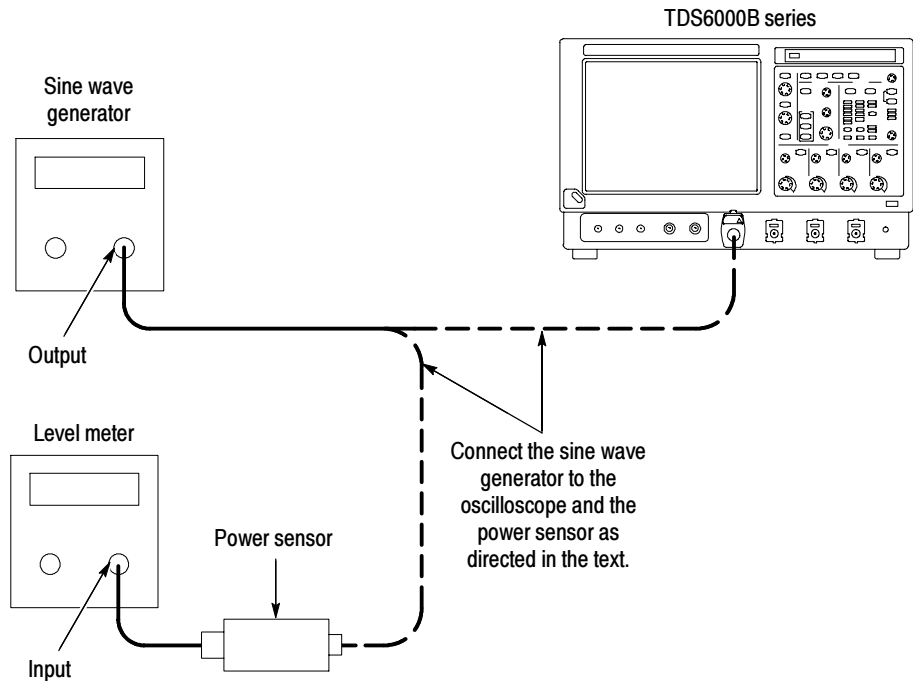 TDS6000B series
Sine wave
generator
Output
Level meter
Connect the sine wave
generator to the
oscilloscope and the
power sensor as
directed in the text.
Power sensor
Input